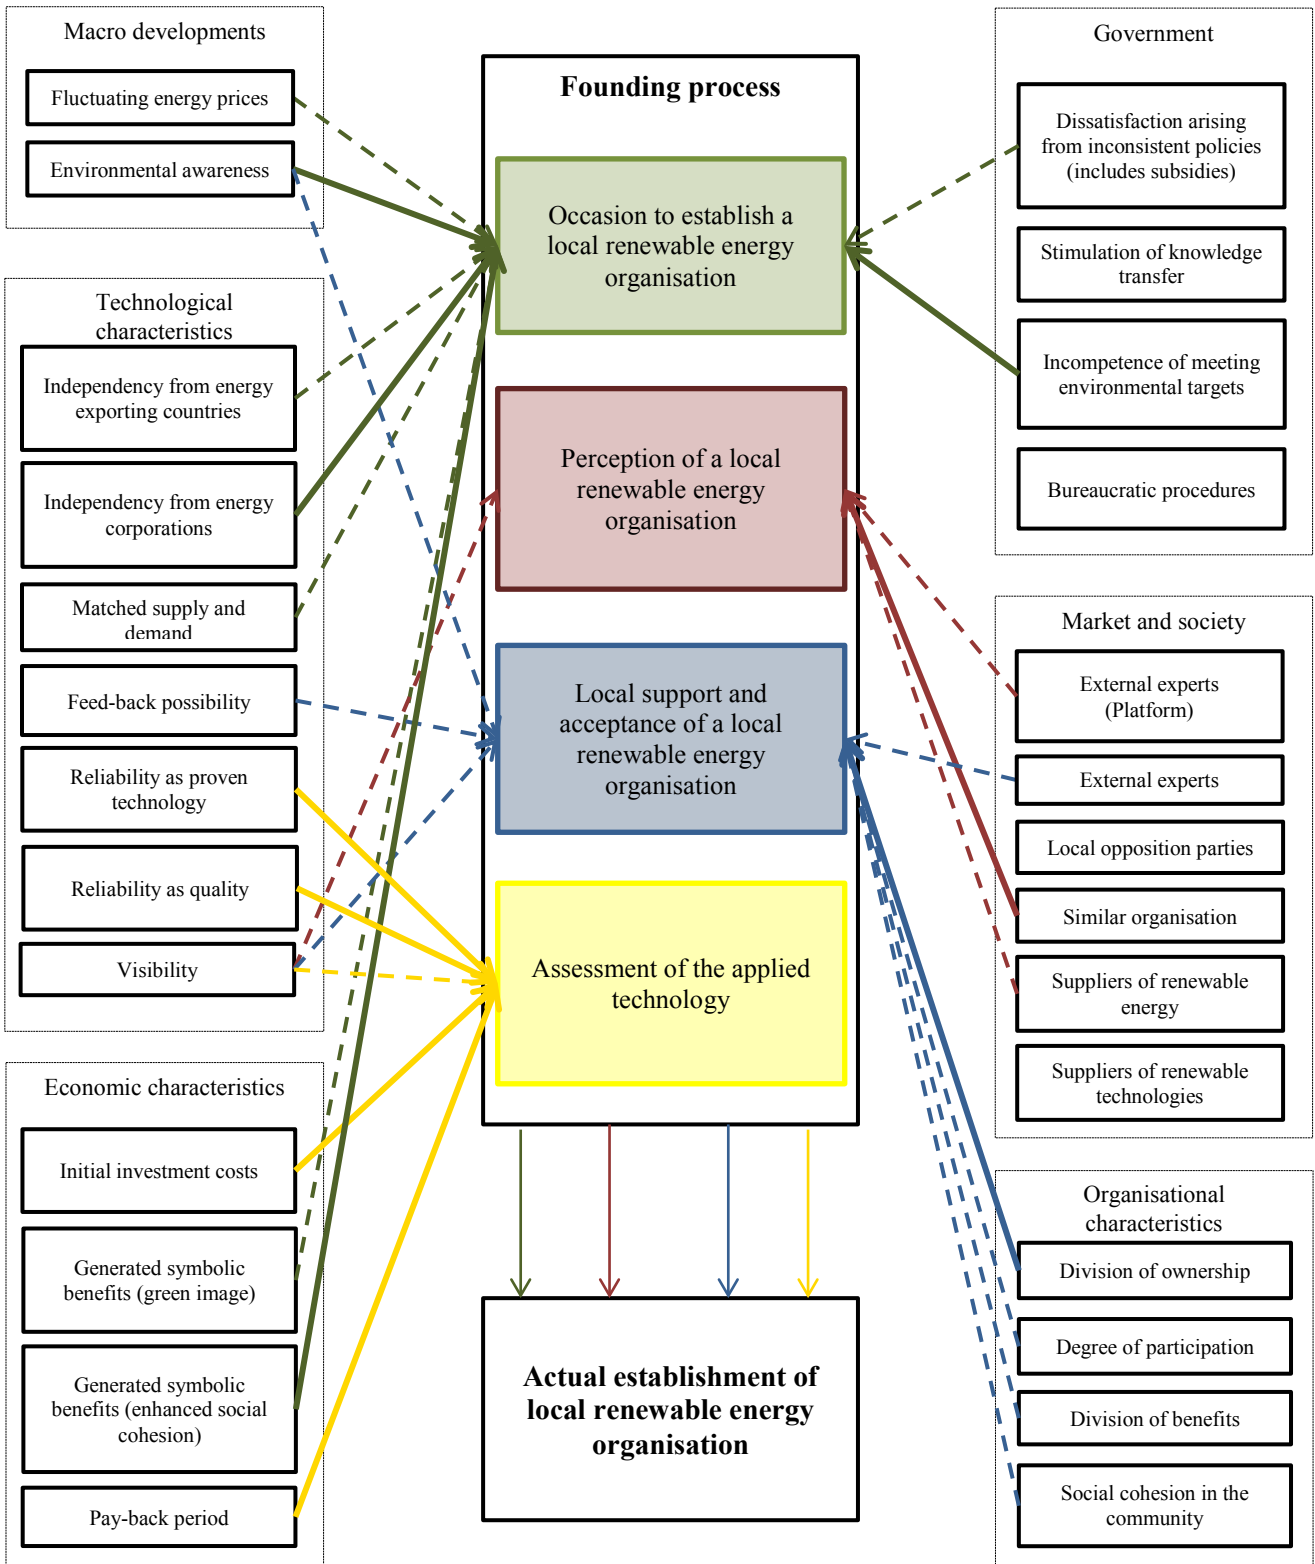 Macro developments
Fluctuating energy prices
Environmental awareness
Technological
characteristics
Independency from energy
exporting countries
Independency from energy
corporations
Matched supply and
demand
Feed-back possibility
Reliability as proven
technology
Reliability as quality
Visibility
Economic characteristics
Initial investment costs
Generated symbolic
benefits (green image)
Generated symbolic
benefits (enhanced social
cohesion)
Pay-back period
Founding process
Occasion to establish a
local renewable energy
organisation
Perception of a local
renewable energy
organisation
Local support and
acceptance of a local
renewable energy
organisation
Assessment of the applied
technology
Actual establishment of
local renewable energy
organisation
Government
Dissatisfaction arising
from inconsistent policies
(includes subsidies)
Stimulation of knowledge
transfer
Incompetence of meeting
environmental targets
Bureaucratic procedures
Market and society
External experts
(Platform)
External experts
Local opposition parties
Similar organisation
Suppliers of renewable
energy
Suppliers of renewable
technologies
Organisational
characteristics
Division of ownership
Degree of participation
Division of benefits
Social cohesion in the
community